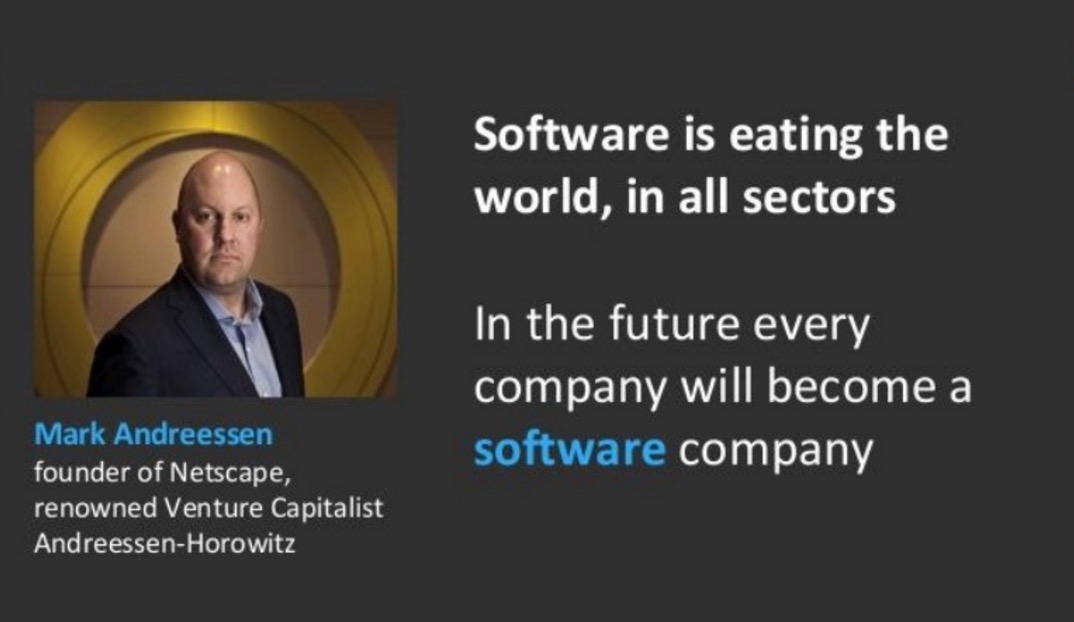 Software is eating the
world, in all sectors
In the future every
company will become a
software company
Mark Andreessen
founder of Netscape,
renowned Venture Capitalist
Andreessen-Horowitz